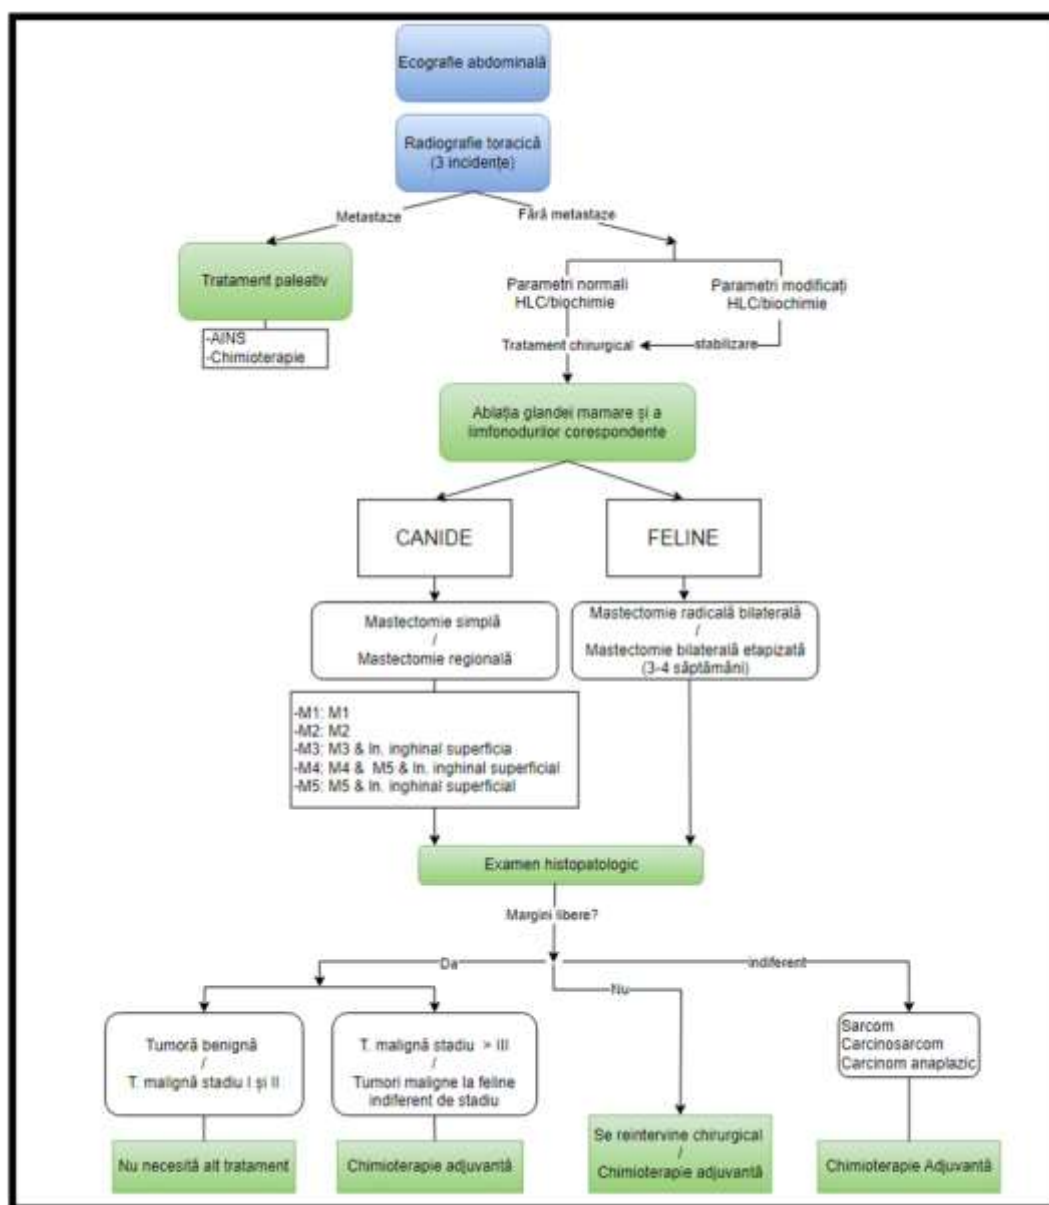 Ecografie abdominală
Radiografie toracică
(3 incidențe)
Metastaze
Fără metastaze
Tratament paleativ
-AINS
-Chimioterapie
Parametri normali
HLC/biochimie
Parametri modificați
HLC/biochimie
Tratament chirurgical
stabilizare
Ablația glandei mamare și a
limfonodurilor corespondente
CANIDE
FELINE
Mastectomie simplă
/
Mastectomie regională
Mastectomie radicală bilaterală
/
Mastectomie bilaterală etapizată
(3-4 săptămâni)
-M1: M1
-M2: M2
-M3: M3 & ln. inghinal superficia
-M4: M4 & M5 & ln. inghinal superficial
-M5: M5 & ln. inghinal superficial
Examen histopatologic
Margini libere?
Da
Nu
indiferent
Tumoră benignă
/
T. malignă stadiu I și II
T. malignă stadiu > III
/
Tumori maligne la feline
indiferent de stadiu
Sarcom
Carcinosarcom
Carcinom anaplazic
Nu necesită alt tratament
Chimioterapie adjuvantă
Se reintervine chirurgical
/
Chimioterapie adjuvantă
Chimioterapie Adjuvantă